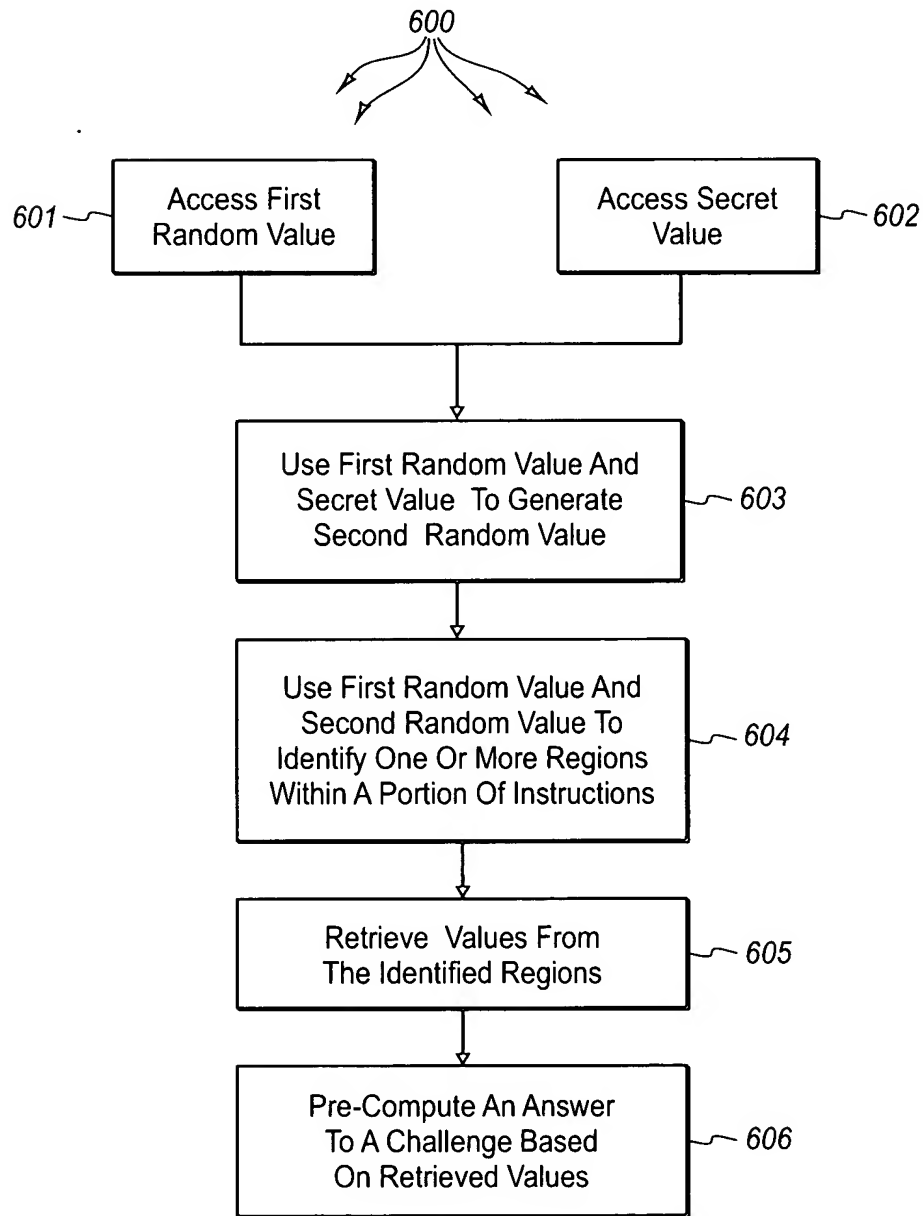 600
601
Access First
Random Value
Access Secret
Value
602
Use First Random Value And
Secret Value To Generate
Second Random Value
603
Use First Random Value And
Second Random Value To
Identify One Or More Regions
Within A Portion Of Instructions
604
Retrieve Values From
The Identified Regions
605
Pre-Compute An Answer
To A Challenge Based
On Retrieved Values
606